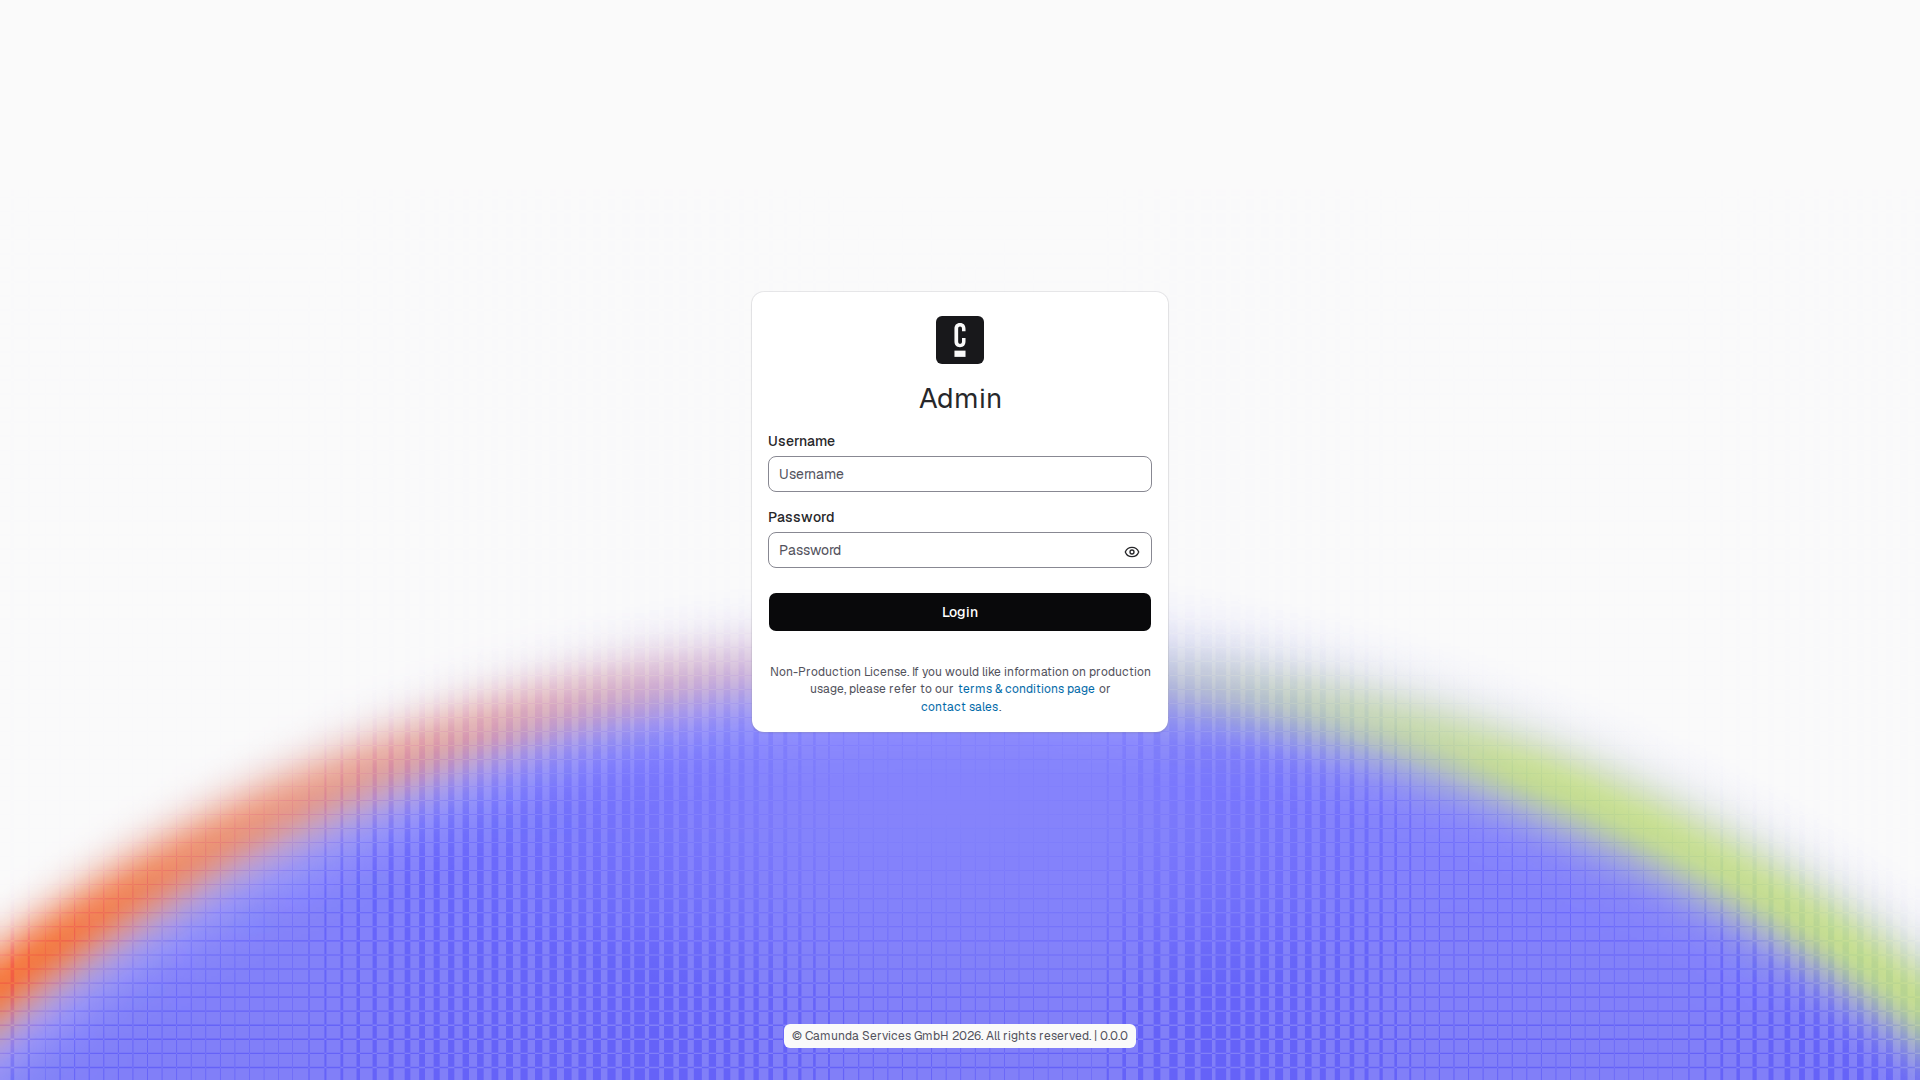 C
Admin
Username
Username
Password
Password
Login
Non-Production License. If you would like information on production
usage, please refer to our terms & conditions page or
contact sales.
© Camunda Services GmbH 2026. All rights reserved. | 0.0.0